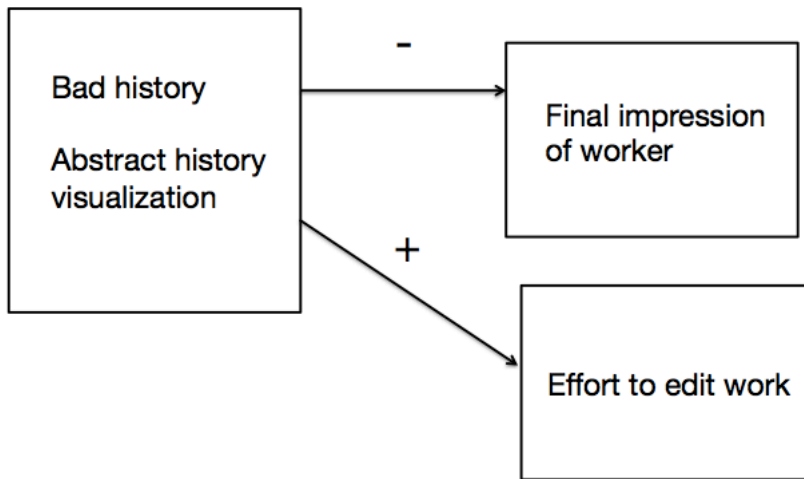 Bad history
Abstract history
visualization
-
Final impression
of worker
+
Effort to edit work